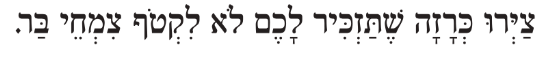 צַיְּרוּ כְּרָזָה שֶׁתַּזְכִּיר לָכֶם לֹא לִקְטֹף צִמְחֵי בַּר.